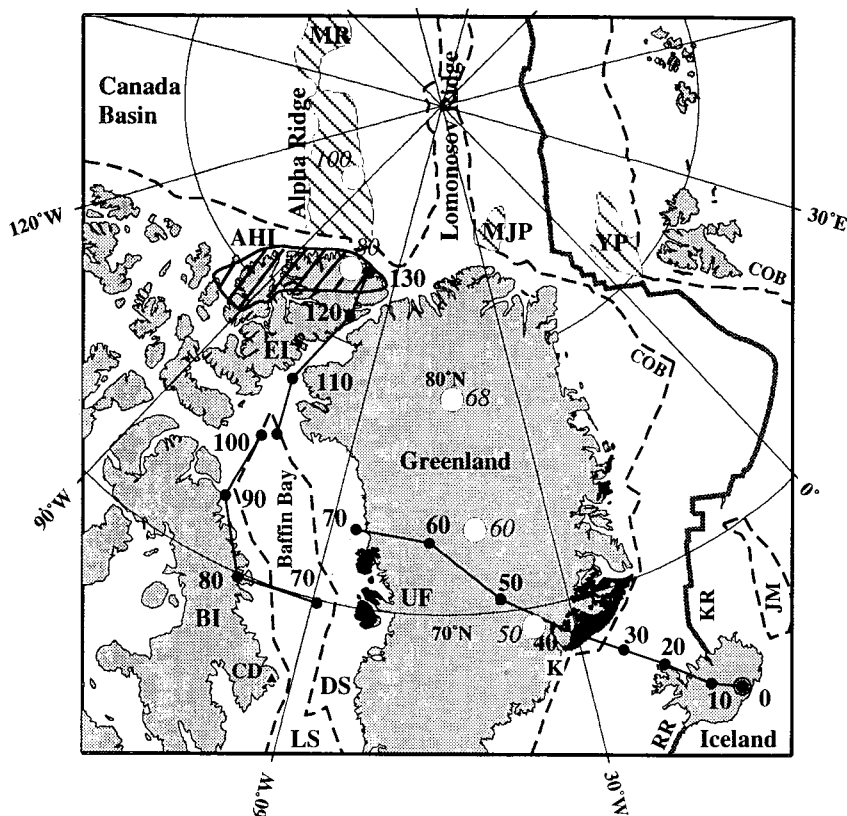 MR
Canada
Basin
Alpha Ridge
100
Lomonosov Ridge
120°W
30°E
AHI
MJP
YP
80
130
COB
120
EI
COB
110
80°N
68
100
Greenland
90
90°W
0°
Baffin Bay
70
60
60
80
70
50
KR
JM
BI
UF
70°N
50
40
30
20
K
CD
DS
10
0
LS
RR
Iceland
60°W
30°W